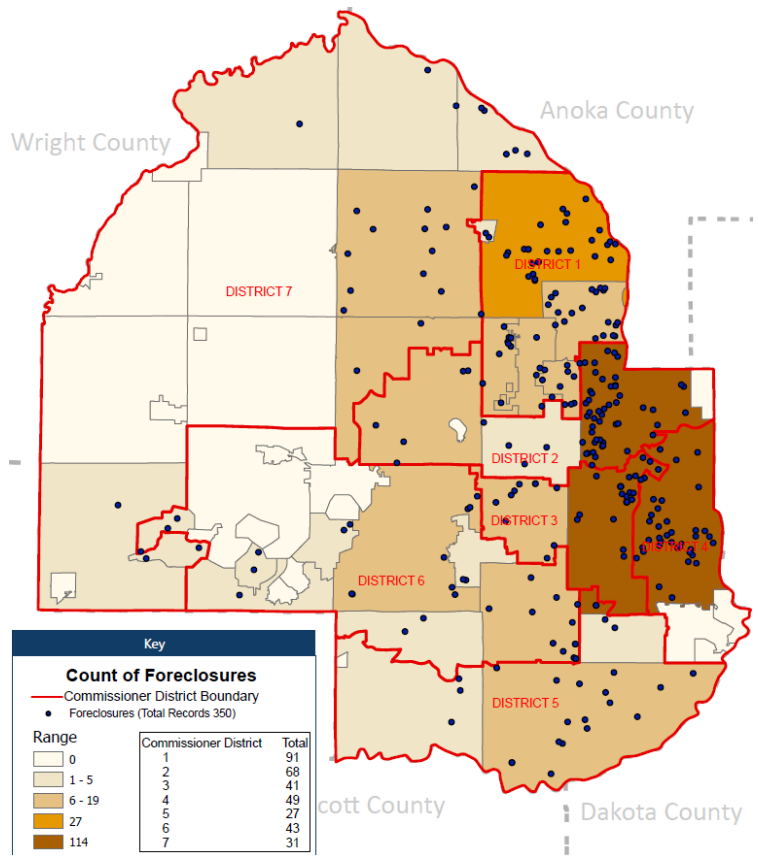 Anoka County
Wright County
DISTRICT 1
DISTRICT 7
DISTRICT 2
DISTRICT 3
DISTRICT 4
DISTRICT 6
DISTRICT 5
cott County
Dakota County
Key
Count of Foreclosures
Commissioner District Boundary
Foreclosures (Total Records 350)
Range
0
1 - 5
6 - 19
27
114
Commissioner District Total
1 91
2 68
3 41
4 49
5 27
6 43
7 31